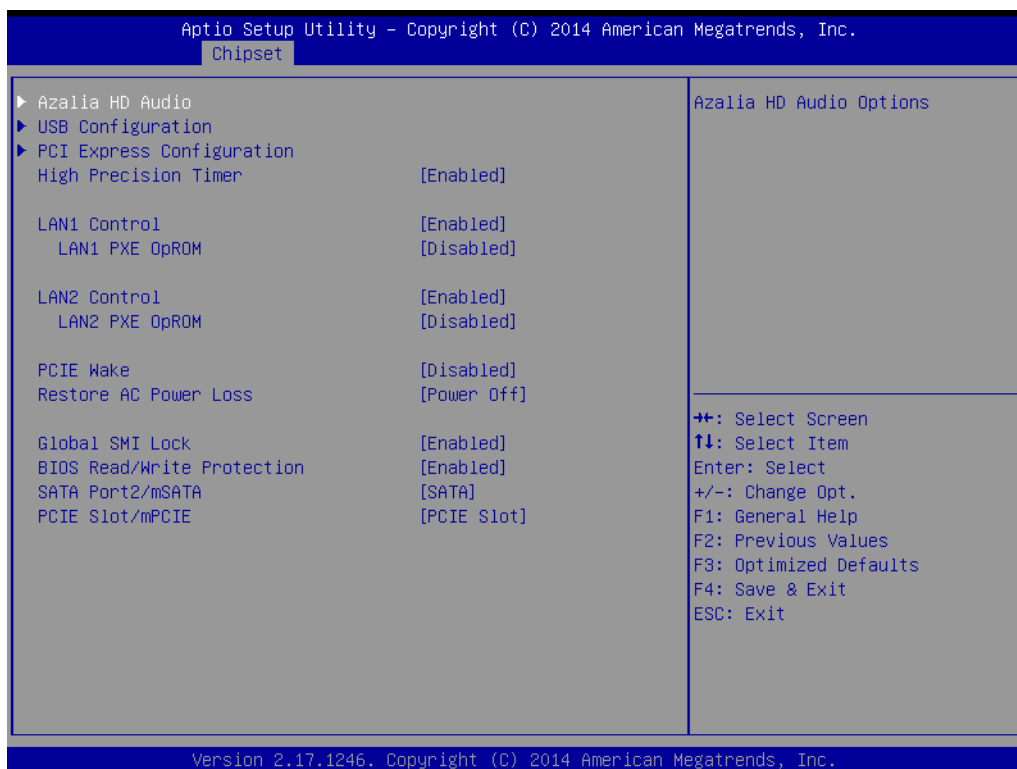 Aptio Setup Utility – Copyright (C) 2014 American Megatrends, Inc.
Chipset
Azalia HD Audio
USB Configuration
PCI Express Configuration
High Precision Timer [Enabled]
LAN1 Control [Enabled]
LAN1 PXE OpROM [Disabled]
LAN2 Control [Enabled]
LAN2 PXE OpROM [Disabled]
PCIE Wake [Disabled]
Restore AC Power Loss [Power Off]
Global SMI Lock [Enabled]
BIOS Read/Write Protection [Enabled]
SATA Port2/mSATA [SATA]
PCIE Slot/mPCIE [PCIE Slot]
Azalia HD Audio Options
→←: Select Screen
↑↓: Select Item
Enter: Select
+/-: Change Opt.
F1: General Help
F2: Previous Values
F3: Optimized Defaults
F4: Save & Exit
ESC: Exit
Version 2.17.1246. Copyright (C) 2014 American Megatrends, Inc.